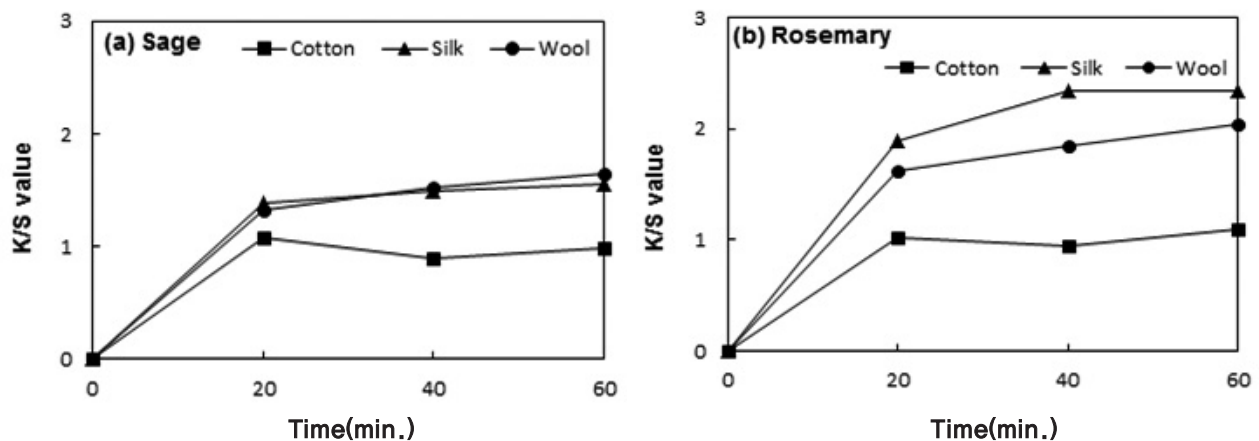 (a) Sage
Cotton
Silk
Wool
K/S value
3
2
1
0
0
20
40
60
Time(min.)
(b) Rosemary
Cotton
Silk
Wool
K/S value
3
2
1
0
0
20
40
60
Time(min.)